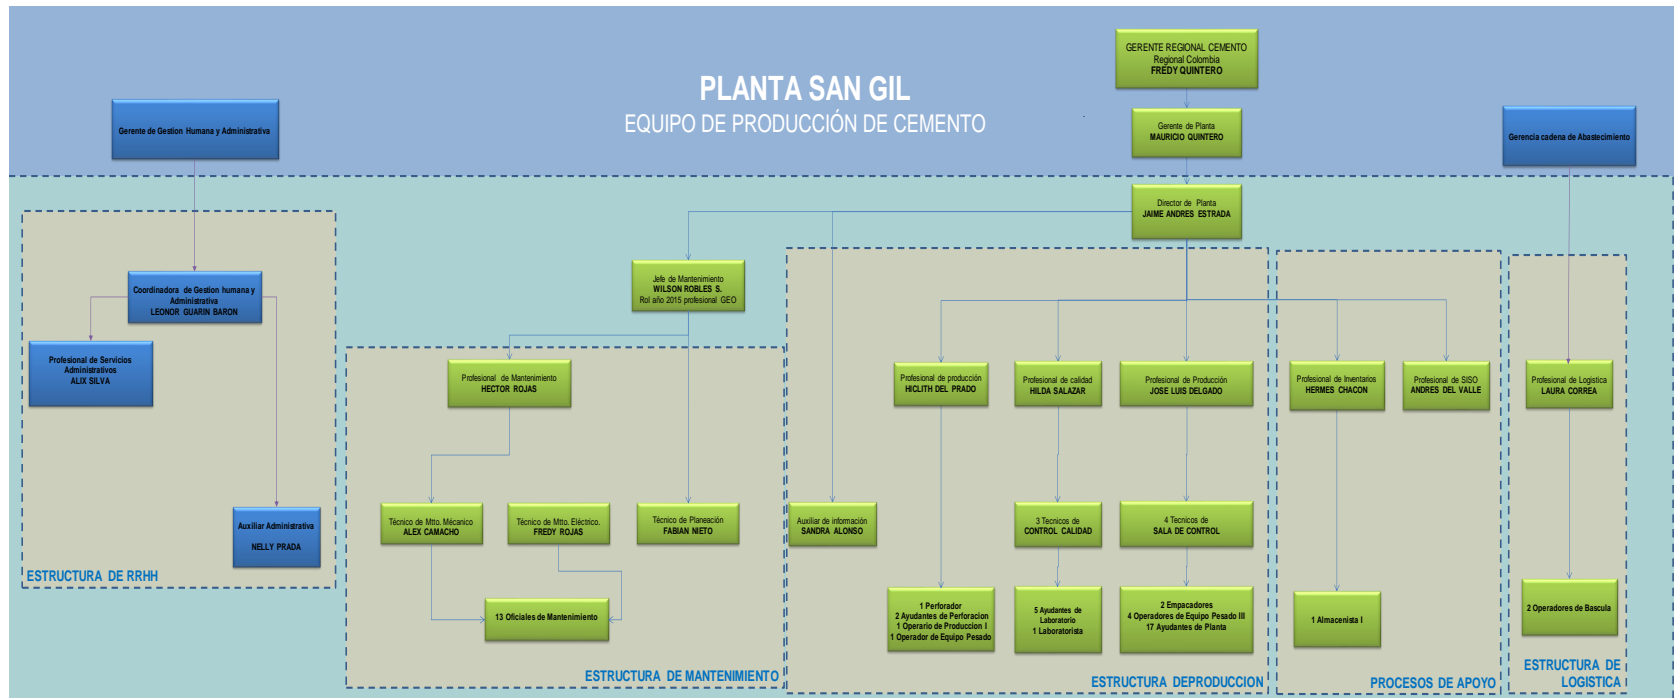 PLANTA SAN GIL
EQUIPO DE PRODUCCIÓN DE CEMENTO
GERENTE REGIONAL CEMENTO
Regional Colombia
FREDY QUINTERO
Gerente de Planta
MAURICIO QUINTERO
Gerente de Gestion Humana y Administrativa
Gerencia cadena de Abastecimiento
Director de Planta
JAIME ANDRES ESTRADA
Coordinadora de Gestion humana y
Administrativa
LEONOR GUARIN BARON
Profesional de Servicios
Administrativos
ALIX SILVA
Auxiliar Administrativa
NELLY PRADA
ESTRUCTURA DE RRHH
Jefe de Mantenimiento
WILSON ROBLES S.
Rol año 2015 profesional GEO
Profesional de Mantenimiento
HECTOR ROJAS
Técnico de Mtto. Mécanico
ALEX CAMACHO
Técnico de Mtto. Eléctrico.
FREDY ROJAS
Técnico de Planeación
FABIAN NIETO
13 Oficiales de Mantenimiento
ESTRUCTURA DE MANTENIMIENTO
Auxiliar de información
SANDRA ALONSO
Profesional de producción
HICLITH DEL PRADO
Profesional de calidad
HILDA SALAZAR
Profesional de Producción
JOSE LUIS DELGADO
3 Tecnicos de
CONTROL CALIDAD
4 Tecnicos de
SALA DE CONTROL
1 Perforador
2 Ayudantes de Perforacion
1 Operario de Produccion I
1 Operador de Equipo Pesado
5 Ayudantes de
Laboratorio
1 Laboratorista
2 Empacadores
4 Operadores de Equipo Pesado III
17 Ayudantes de Planta
ESTRUCTURA DEPRODUCCION
Profesional de Inventarios
HERMES CHACON
Profesional de SISO
ANDRES DEL VALLE
1 Almacenista I
PROCESOS DE APOYO
Profesional de Logística
LAURA CORREA
2 Operadores de Bascula
ESTRUCTURA DE
LOGISTICA